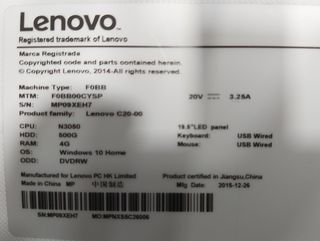 Lenovo™
Registered trademark of Lenovo
Marca Registrada
Copyrighted code and parts contained herein.
© Copyright Lenovo, 2014-All rights reserved.
Machine Type: F0BB
MTM: F0BB00CYSP 20V ⎓ 3.25A
S/N: MP09XEH7
Product family: Lenovo C20-00
CPU: N3050 19.5"LED panel
HDD: 500G Keyboard: USB Wired
RAM: 4G Mouse: USB Wired
OS: Windows 10 Home
ODD: DVDRW
Manufactured for Lenovo PC HK Limited Product certified in Jiangsu,China
Made in China MP 中国制造 Mfg Date: 2015-12-26
SN:MP09XEH7 MO:MPNXS5C26006